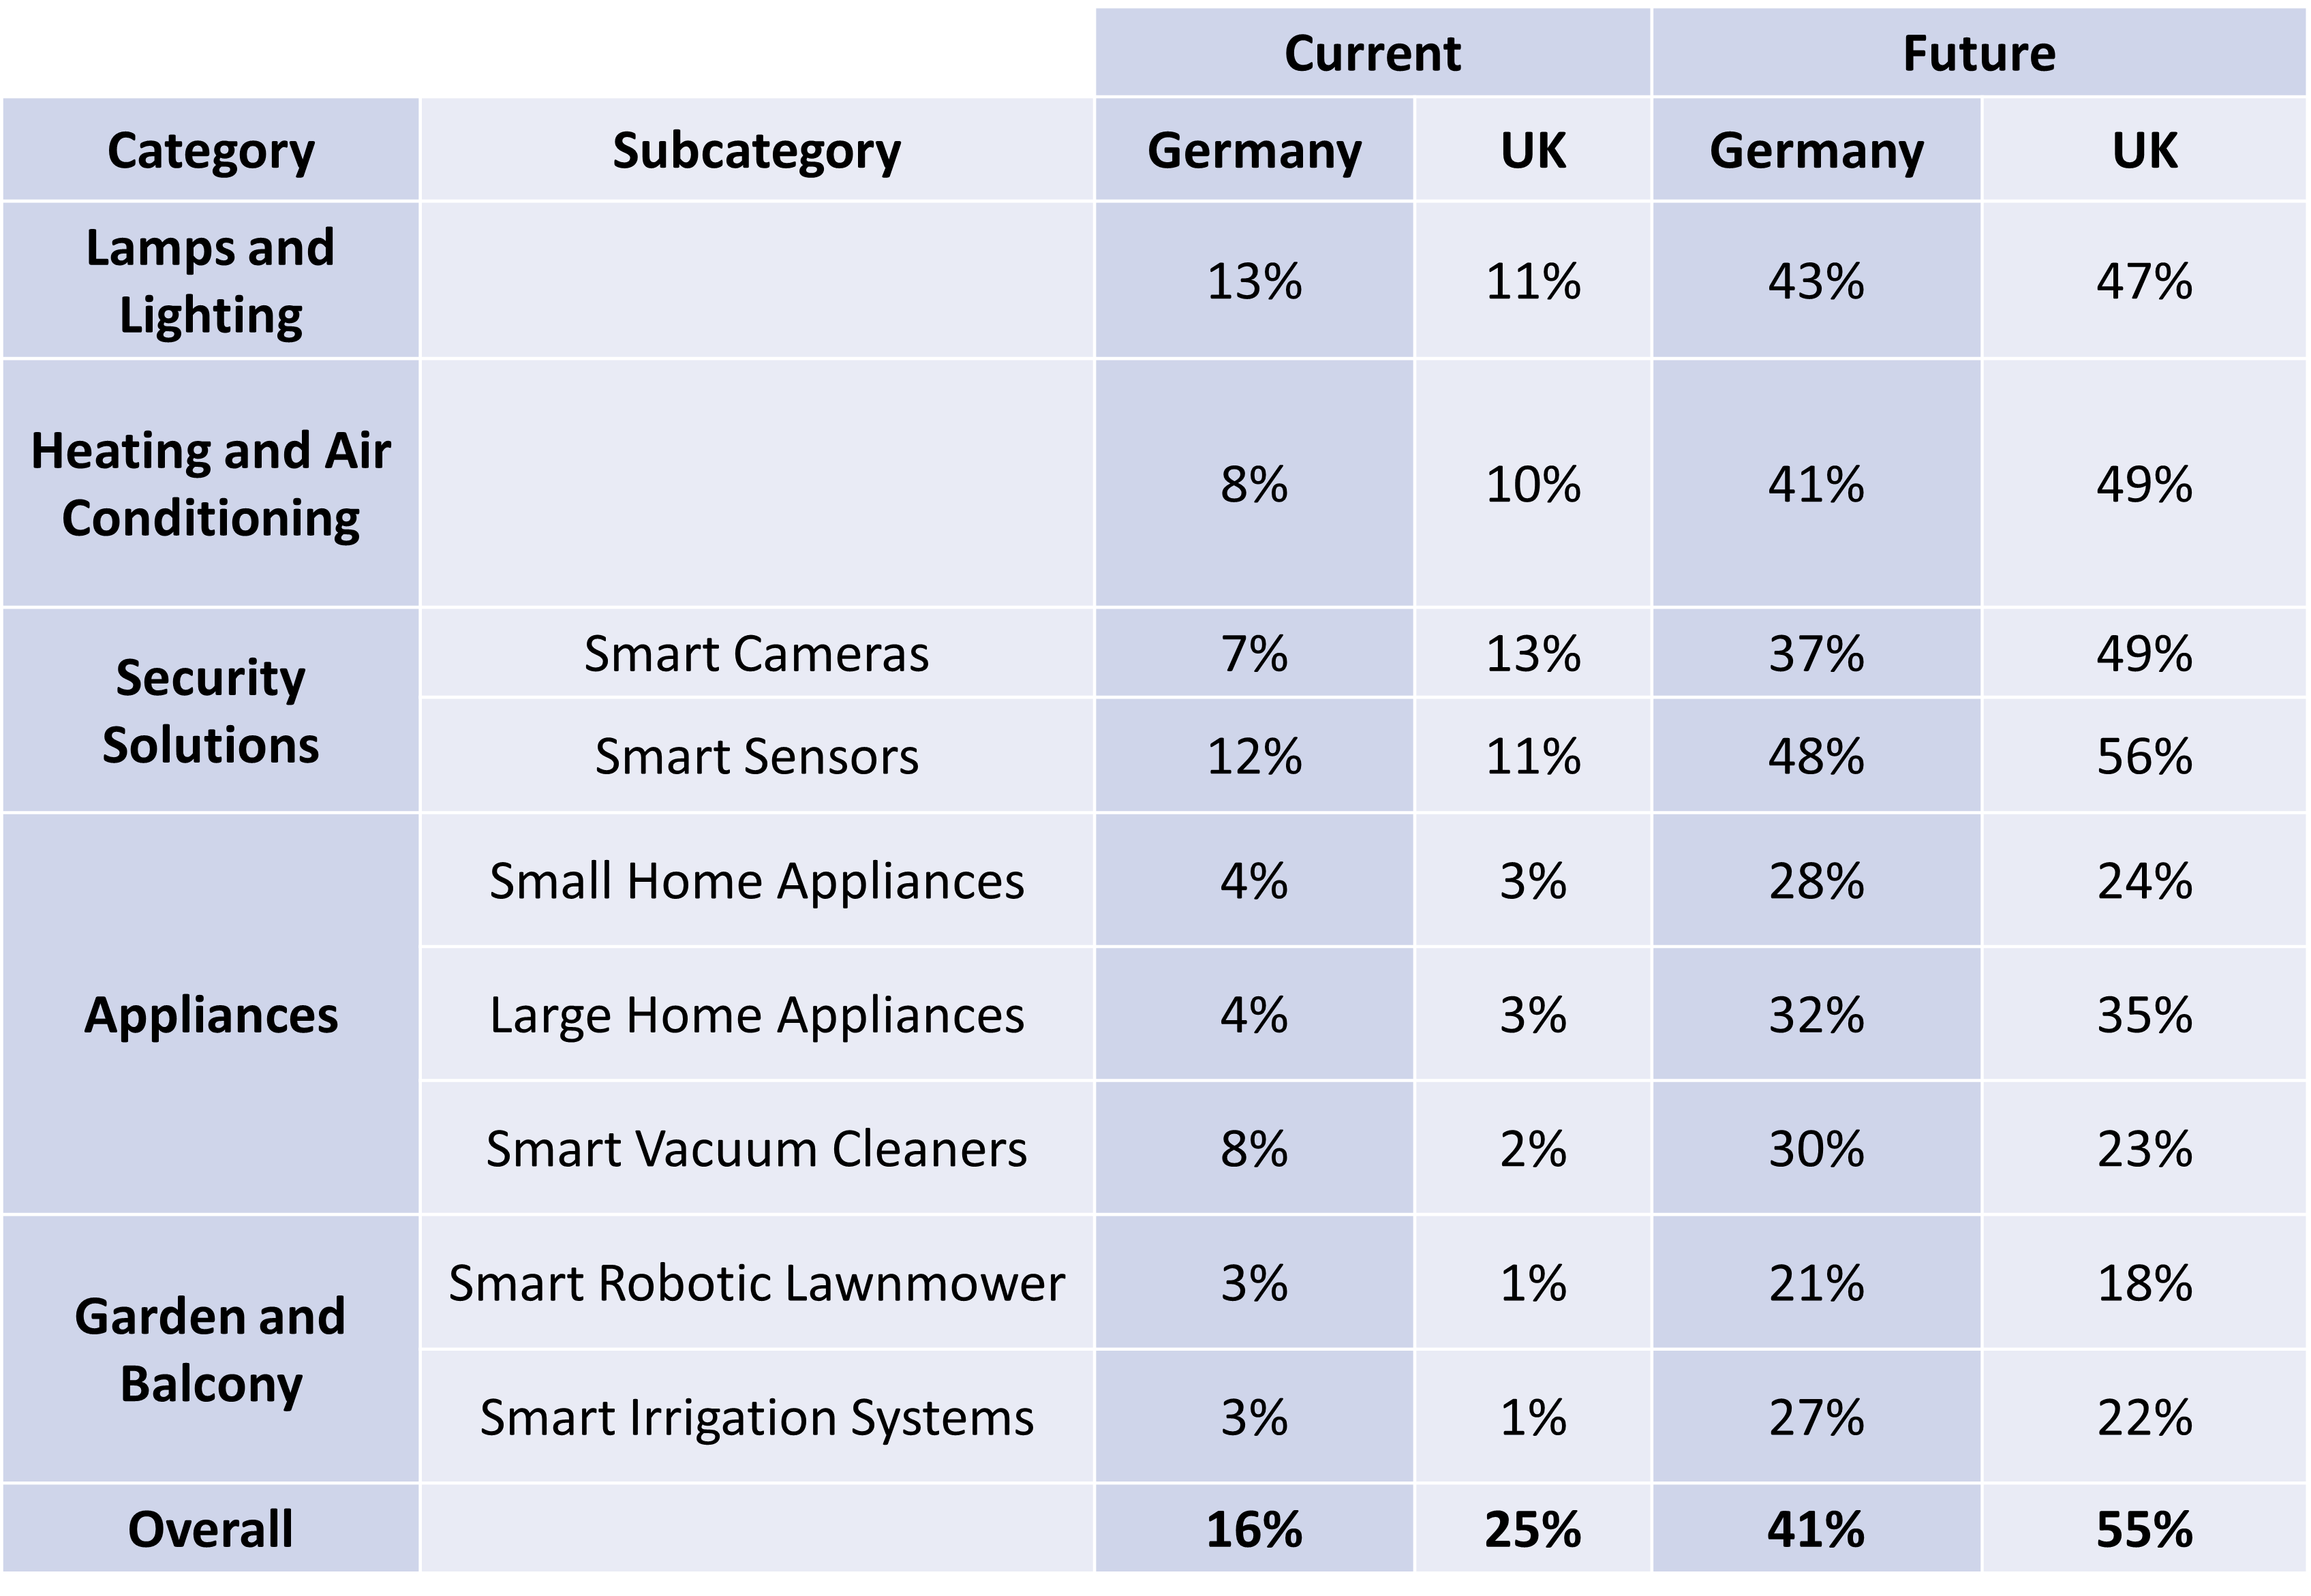 Current Future
Category Subcategory Germany UK Germany UK
Lamps and
Lighting
13% 11% 43% 47%
Heating and Air
Conditioning
8% 10% 41% 49%
Security
Solutions
Smart Cameras 7% 13% 37% 49%
Smart Sensors 12% 11% 48% 56%
Appliances
Small Home Appliances 4% 3% 28% 24%
Large Home Appliances 4% 3% 32% 35%
Smart Vacuum Cleaners 8% 2% 30% 23%
Garden and
Balcony
Smart Robotic Lawnmower 3% 1% 21% 18%
Smart Irrigation Systems 3% 1% 27% 22%
Overall 16% 25% 41% 55%